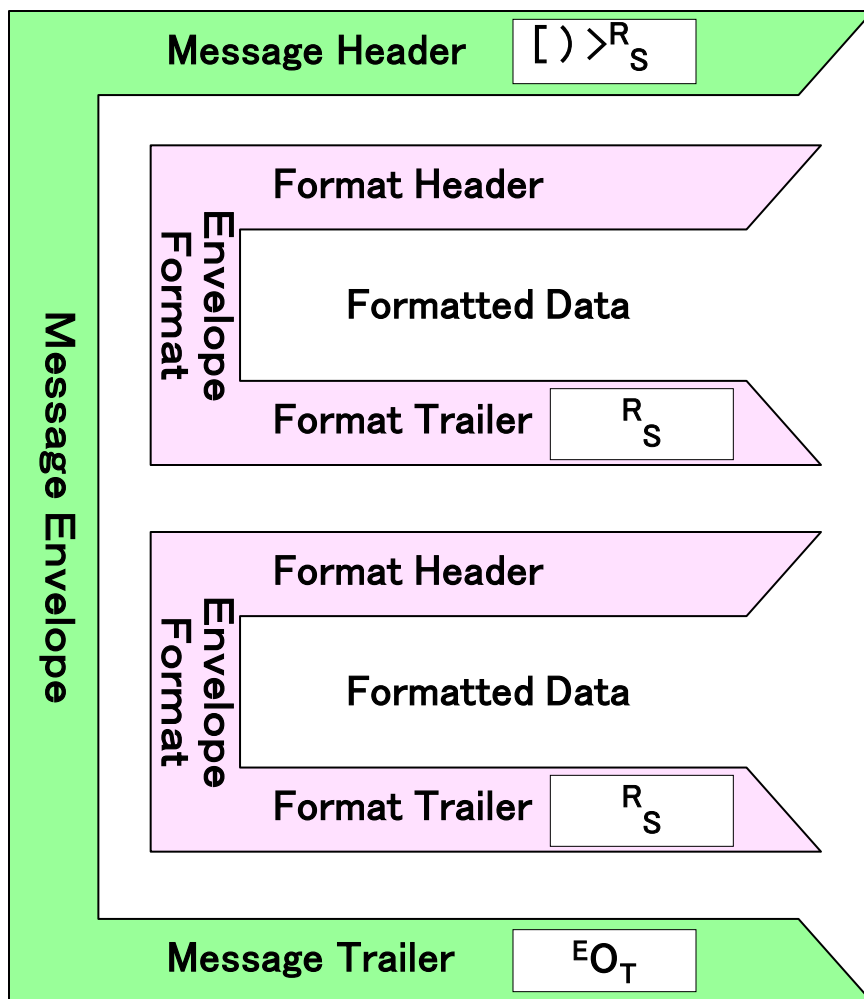 Message Header [)>RS
Format Header
Envelope
Format
Formatted Data
Format Trailer RS
Message Envelope
Format Header
Envelope
Format
Formatted Data
Format Trailer RS
Message Trailer EOT